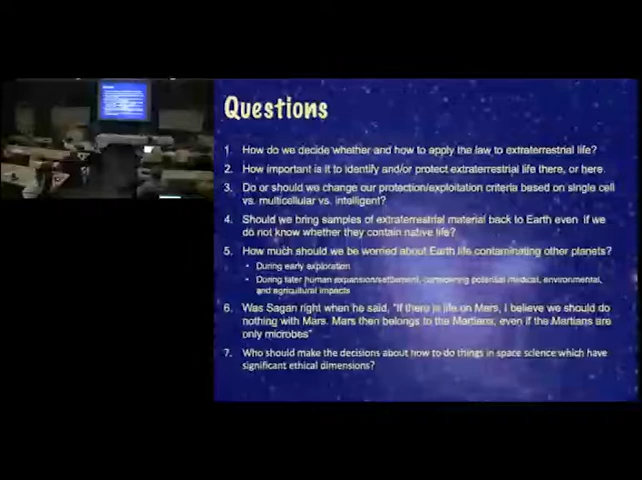 Questions
1. How do we decide whether and how to apply the law to extraterrestrial life?
2. How important is it to identify and/or protect extraterrestrial life there, or here.
3. Do or should we change our protection/exploitation criteria based on single cell
vs. multicellular vs. intelligent?
4. Should we bring samples of extraterrestrial material back to Earth even if we
do not know whether they contain native life?
5. How much should we be worried about Earth life contaminating other planets?
• During early exploration
• During later human expansion/settlement, considering potential medical, environmental,
and agricultural impacts
6. Was Sagan right when he said, "If there is life on Mars, I believe we should do
nothing with Mars. Mars then belongs to the Martians, even if the Martians are
only microbes"
7. Who should make the decisions about how to do things in space science which have
significant ethical dimensions?